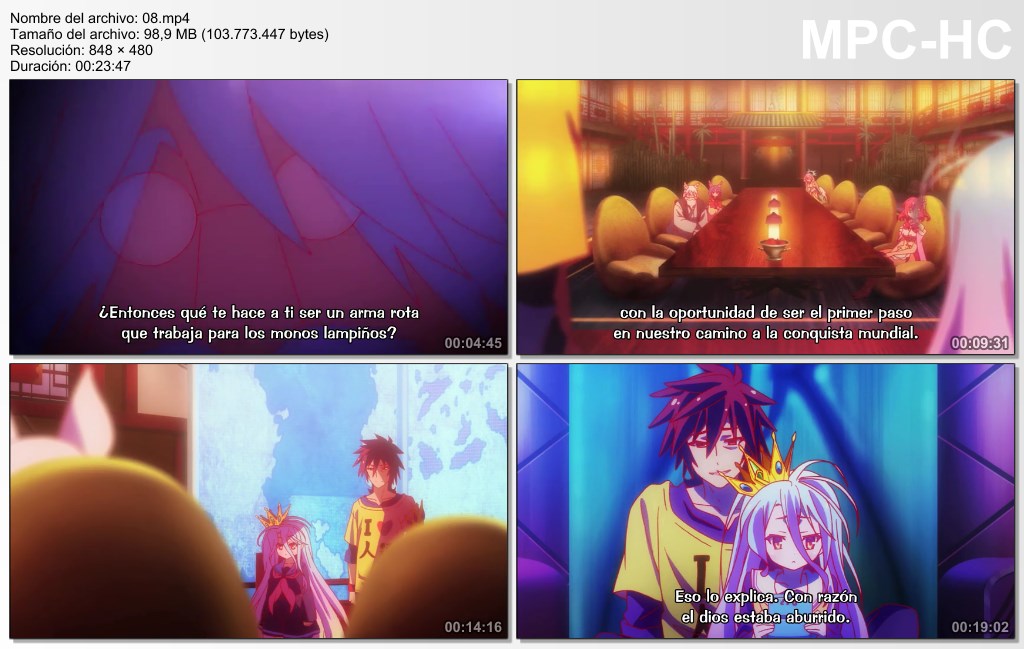 Nombre del archivo: 08.mp4
Tamaño del archivo: 98,9 MB (103.773.447 bytes)
Resolución: 848 × 480
Duración: 00:23:47
MPC-HC
¿Entonces qué te hace a ti ser un arma rota
que trabaja para los monos lampiños?
00:04:45
con la oportunidad de ser el primer paso
en nuestro camino a la conquista mundial.
00:09:31
I ♥
人
00:14:16
I
Eso lo explica. Con razón
el dios estaba aburrido.
00:19:02